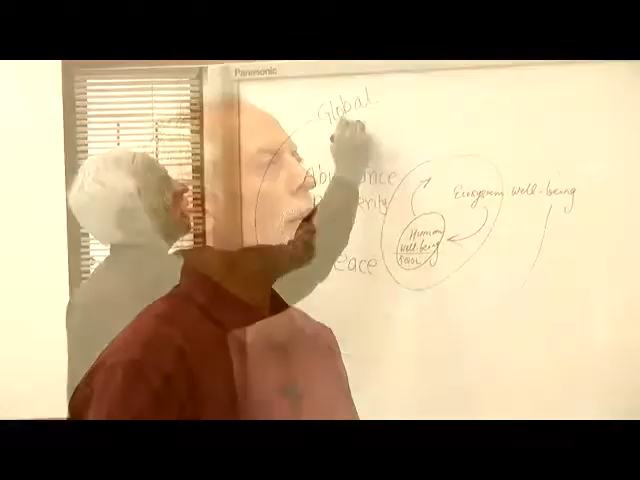 Panasonic
Global
Abundance
Ecosystem well-being
Human
well-being
Peace